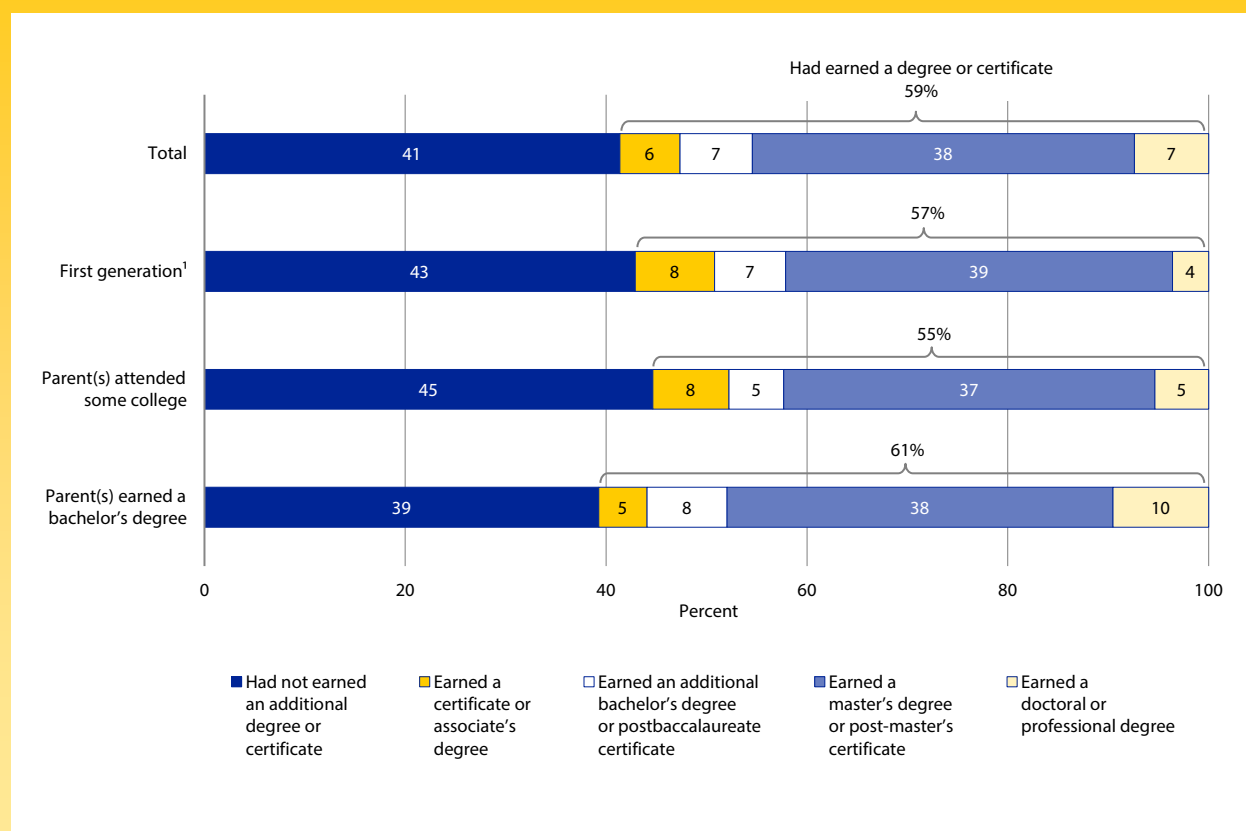 Had earned a degree or certificate
59%
Total
41
6
7
38
7
57%
First generation¹
43
8
7
39
4
55%
Parent(s) attended
some college
45
8
5
37
5
61%
Parent(s) earned a
bachelor’s degree
39
5
8
38
10
0
20
40
60
80
100
Percent
Had not earned
an additional
degree or
certificate
Earned a
certificate or
associate’s
degree
Earned an additional
bachelor’s degree
or postbaccalaureate
certificate
Earned a
master’s degree
or post-master’s
certificate
Earned a
doctoral or
professional degree